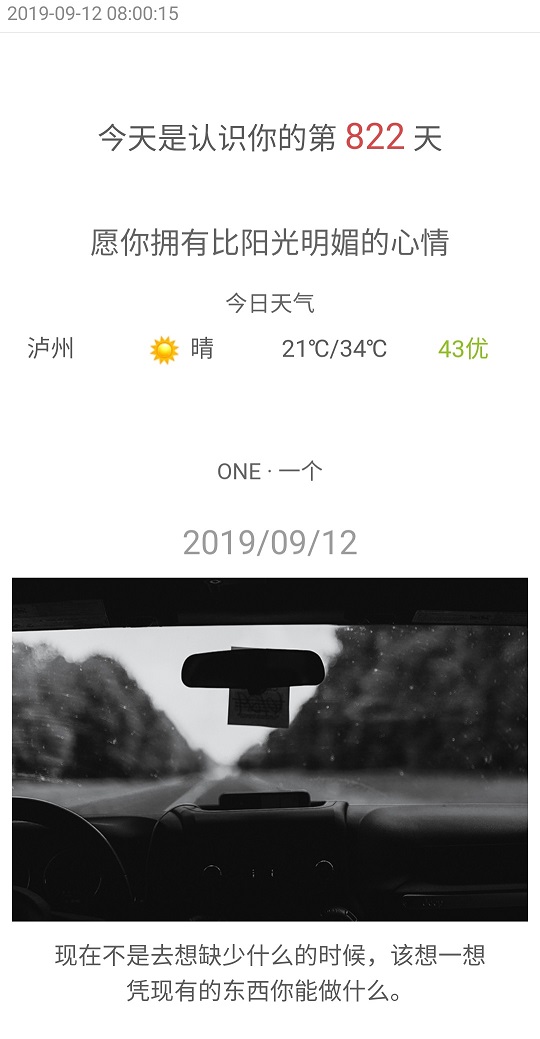 2019-09-12 08:00:15
今天是认识你的第 822 天
愿你拥有比阳光明媚的心情
今日天气
泸州 晴 21℃/34℃ 43优
ONE · 一个
2019/09/12
现在不是去想缺少什么的时候，该想一想
凭现有的东西你能做什么。